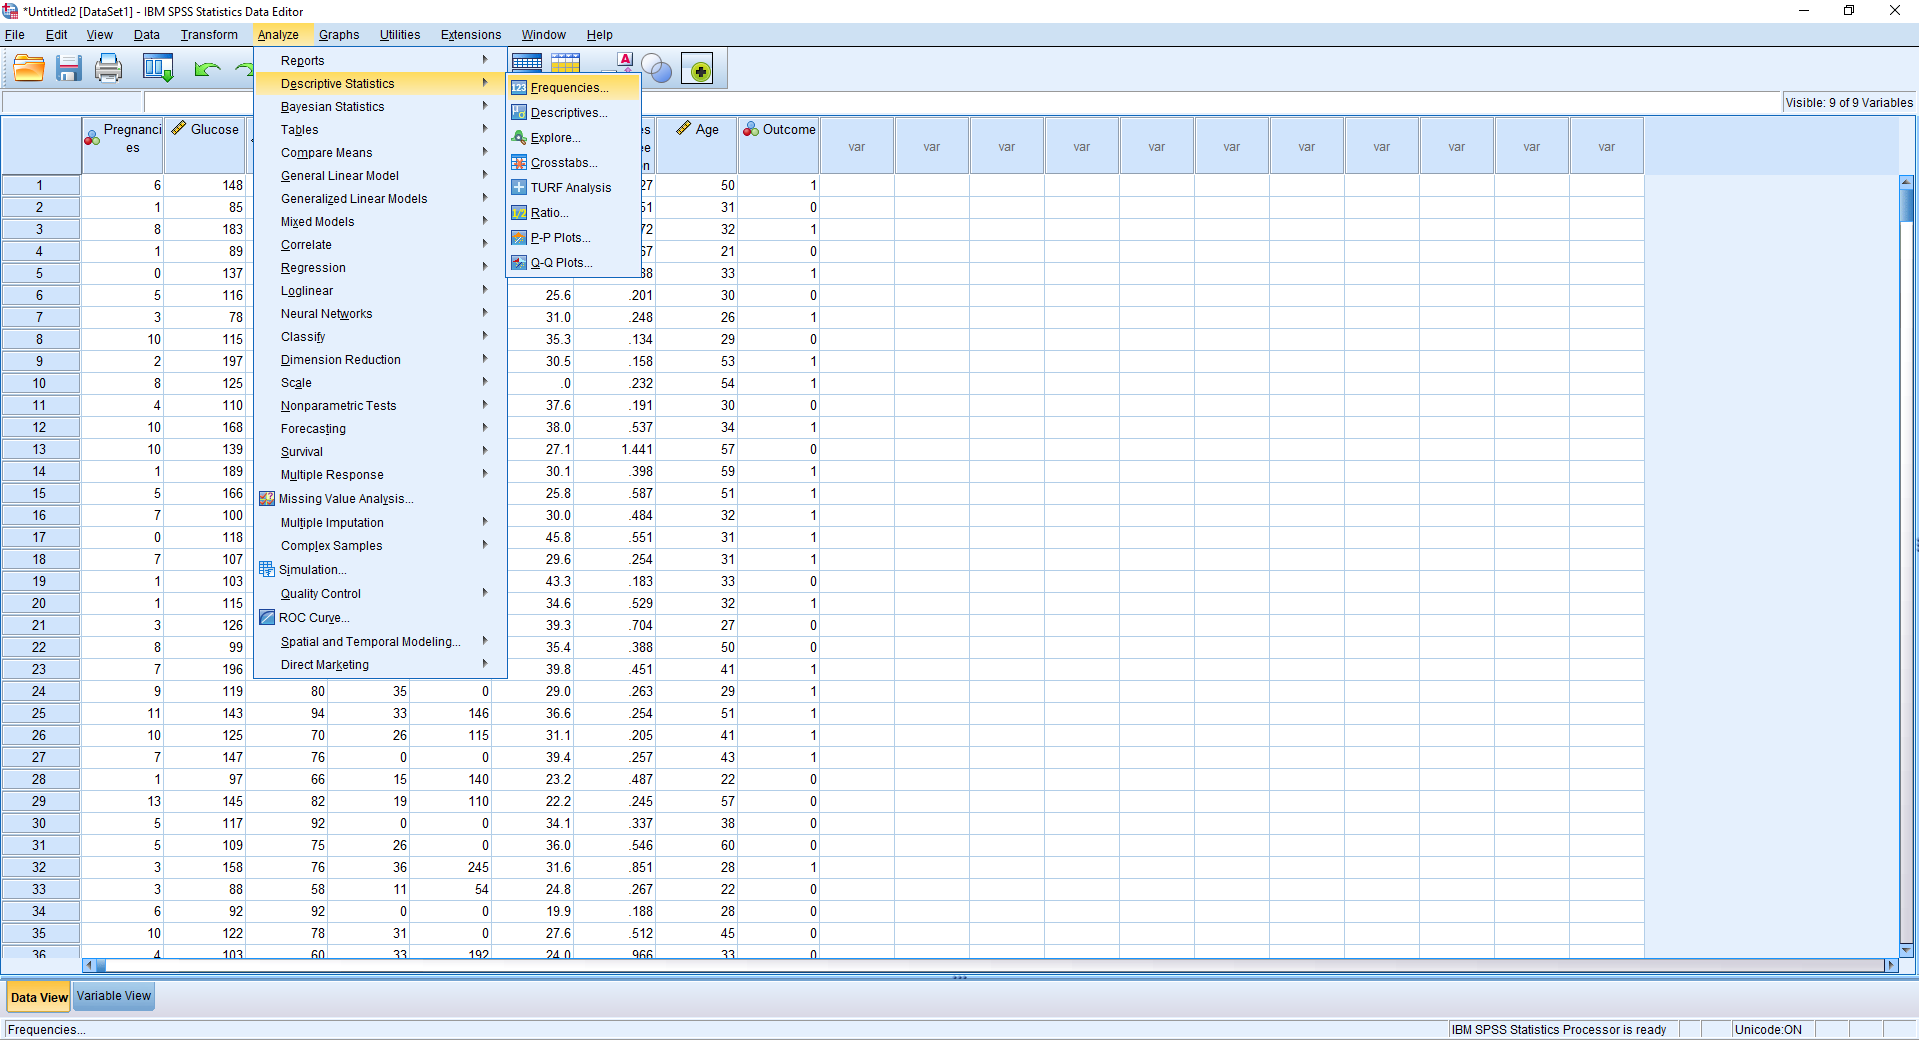 *Untitled2 [DataSet1] - IBM SPSS Statistics Data Editor
File Edit View Data Transform Analyze Graphs Utilities Extensions Window Help
Visible: 9 of 9 Variables
Reports
Descriptive Statistics
Bayesian Statistics
Tables
Compare Means
General Linear Model
Generalized Linear Models
Mixed Models
Correlate
Regression
Loglinear
Neural Networks
Classify
Dimension Reduction
Scale
Nonparametric Tests
Forecasting
Survival
Multiple Response
Missing Value Analysis...
Multiple Imputation
Complex Samples
Simulation...
Quality Control
ROC Curve...
Spatial and Temporal Modeling...
Direct Marketing
Frequencies...
Descriptives...
Explore...
Crosstabs...
TURF Analysis
Ratio...
P-P Plots...
Q-Q Plots...
Pregnanci
es
Glucose Age Outcome var var var var var var var var var var var
1 6 148 27 50 1
2 1 85 51 31 0
3 8 183 72 32 1
4 1 89 67 21 0
5 0 137 33 1
6 5 116 25.6 .201 30 0
7 3 78 31.0 .248 26 1
8 10 115 35.3 .134 29 0
9 2 197 30.5 .158 53 1
10 8 125 .0 .232 54 1
11 4 110 37.6 .191 30 0
12 10 168 38.0 .537 34 1
13 10 139 27.1 1.441 57 0
14 1 189 30.1 .398 59 1
15 5 166 25.8 .587 51 1
16 7 100 30.0 .484 32 1
17 0 118 45.8 .551 31 1
18 7 107 29.6 .254 31 1
19 1 103 43.3 .183 33 0
20 1 115 34.6 .529 32 1
21 3 126 39.3 .704 27 0
22 8 99 35.4 .388 50 0
23 7 196 39.8 .451 41 1
24 9 119 80 35 0 29.0 .263 29 1
25 11 143 94 33 146 36.6 .254 51 1
26 10 125 70 26 115 31.1 .205 41 1
27 7 147 76 0 0 39.4 .257 43 1
28 1 97 66 15 140 23.2 .487 22 0
29 13 145 82 19 110 22.2 .245 57 0
30 5 117 92 0 0 34.1 .337 38 0
31 5 109 75 26 0 36.0 .546 60 0
32 3 158 76 36 245 31.6 .851 28 1
33 3 88 58 11 54 24.8 .267 22 0
34 6 92 92 0 0 19.9 .188 28 0
35 10 122 78 31 0 27.6 .512 45 0
36 4 103 60 33 192 24.0 .966 33 0
Data View Variable View
Frequencies...
IBM SPSS Statistics Processor is ready Unicode:ON